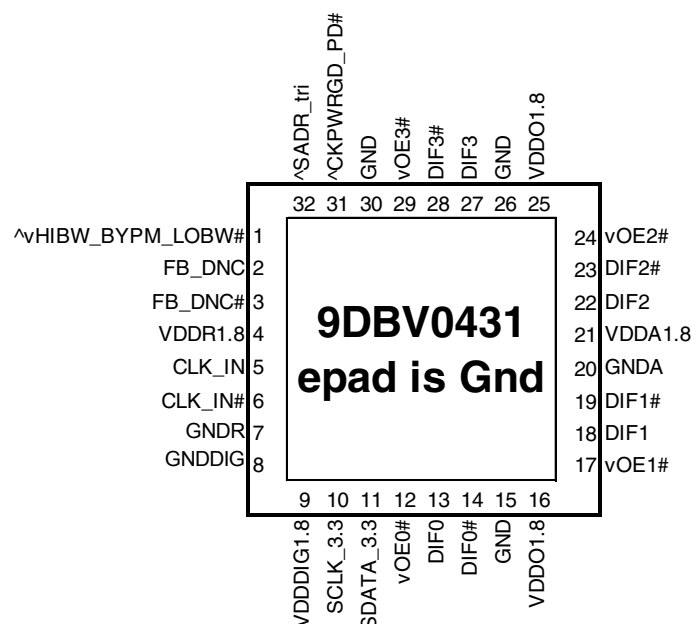 ^SADR_tri
^CKPWRGD_PD#
GND
vOE3#
DIF3#
DIF3
GND
VDDO1.8
32 31 30 29 28 27 26 25
^vHIBW_BYPM_LOBW# 1
FB_DNC 2
FB_DNC# 3
VDDR1.8 4
CLK_IN 5
CLK_IN# 6
GNDR 7
GNDDIG 8
9DBV0431
epad is Gnd
24 vOE2#
23 DIF2#
22 DIF2
21 VDDA1.8
20 GNDA
19 DIF1#
18 DIF1
17 vOE1#
9 10 11 12 13 14 15 16
VDDDIG1.8
SCLK_3.3
SDATA_3.3
vOE0#
DIF0
DIF0#
GND
VDDO1.8